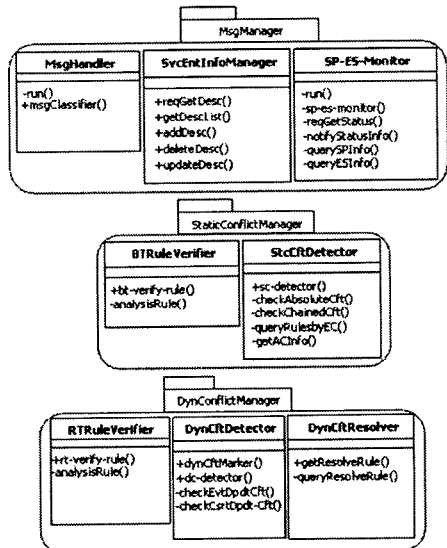 MsgManager
MsgHandler
-run()
+msgClassifier()
SvcEntInfoManager
+reqGetDesc()
+getDescList()
+addDesc()
+deleteDesc()
+updateDesc()
SP-ES-Monitor
-run()
-sp-es-monitor()
-reqGetStatus()
-notifyStatusInfo()
-querySPInfo()
-queryESInfo()
StaticConflictManager
BTRuleVerifier
+bt-verify-rule()
-analysisRule()
StcCftDetector
+sc-detector()
-checkAbsoluteCft()
-checkChainedCft()
-queryRulesbyEC()
-getACInfo()
DynConflictManager
RTRuleVerifier
+rt-verify-rule()
-analysisRule()
DynCftDetector
+dynCftMarker()
+dc-detector()
-checkEvtDpdtCft()
-checkCsrtDpdt-Cft()
DynCftResolver
+getResolveRule()
-queryResolveRule()